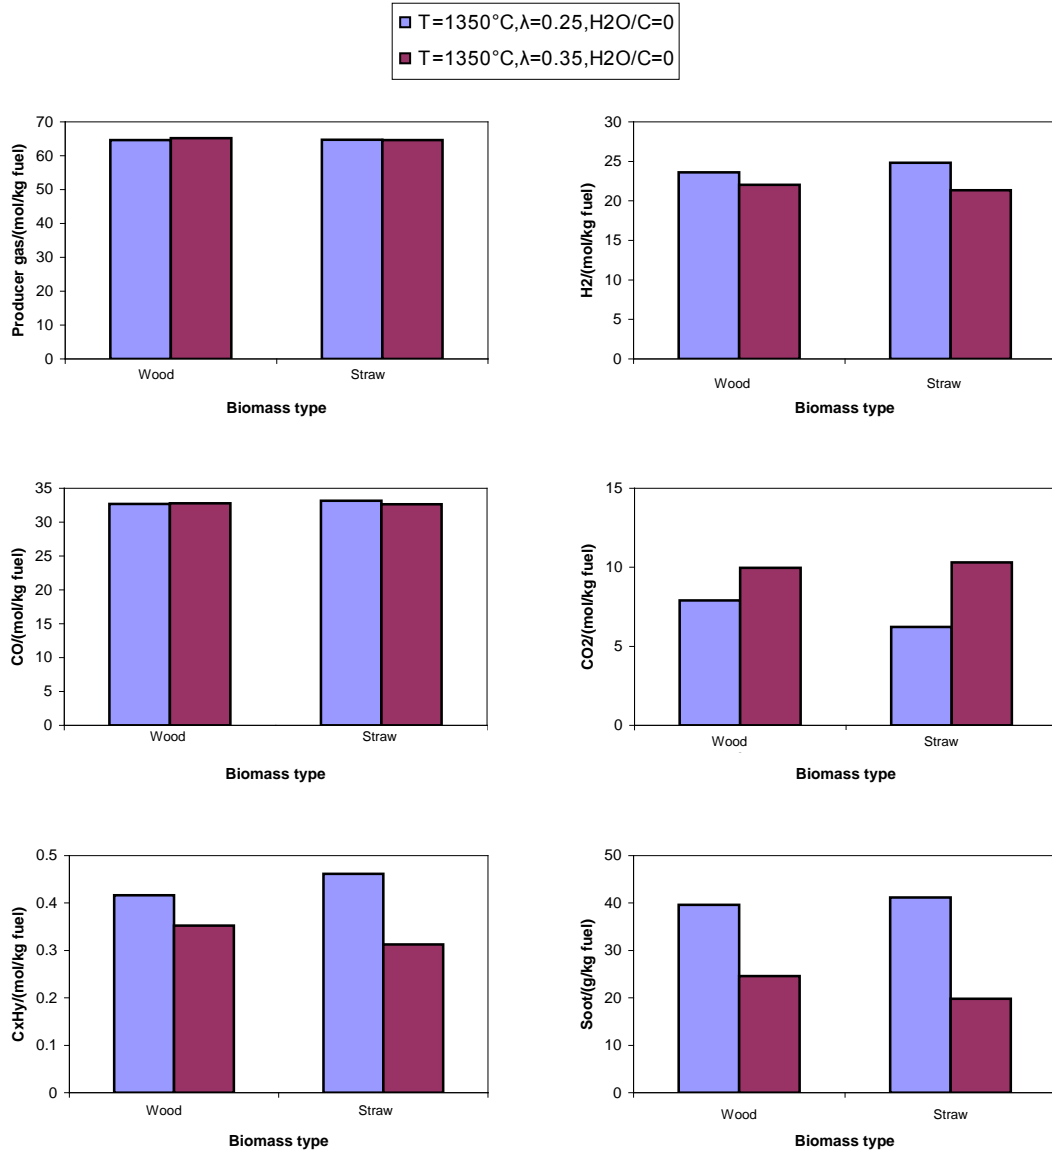 T=1350°C,λ=0.25,H2O/C=0
T=1350°C,λ=0.35,H2O/C=0
Producer gas/(mol/kg fuel)
70
60
50
40
30
20
10
0
Wood
Straw
Biomass type
H2/(mol/kg fuel)
30
25
20
15
10
5
0
Wood
Straw
Biomass type
CO/(mol/kg fuel)
35
30
25
20
15
10
5
0
Wood
Straw
Biomass type
CO2/(mol/kg fuel)
15
10
5
0
Wood
Straw
Biomass type
CxHy/(mol/kg fuel)
0.5
0.4
0.3
0.2
0.1
0
Wood
Straw
Biomass type
Soot/(g/kg fuel)
50
40
30
20
10
0
Wood
Straw
Biomass type